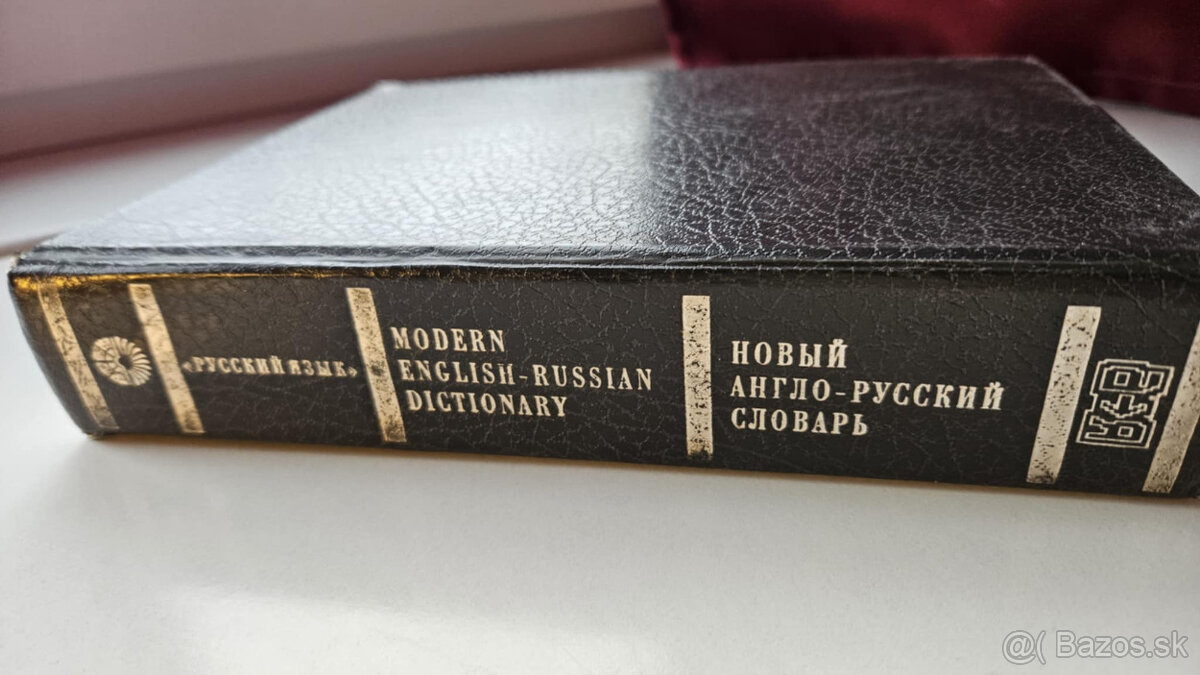 «РУССКИЙ ЯЗЫК»
MODERN
ENGLISH-RUSSIAN
DICTIONARY
НОВЫЙ
АНГЛО-РУССКИЙ
СЛОВАРЬ
@( Bazos.sk